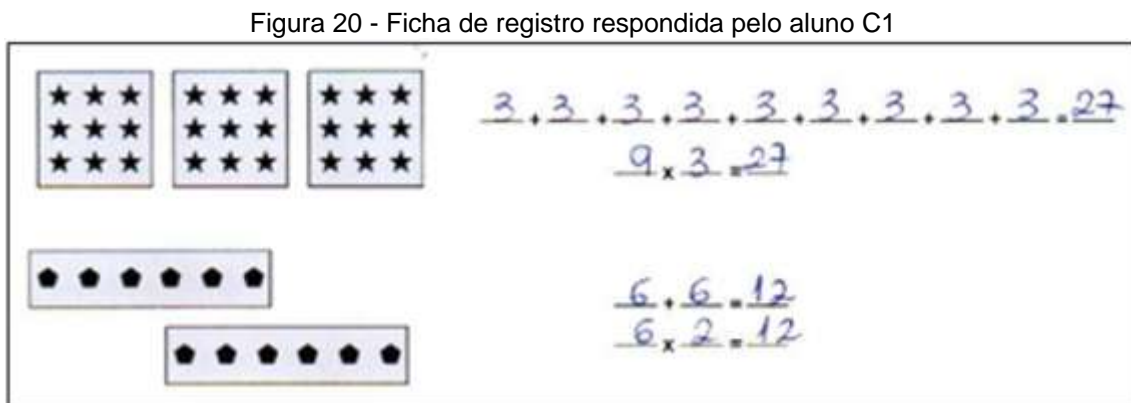 Figura 20 - Ficha de registro respondida pelo aluno C1
3 + 3 + 3 + 3 + 3 + 3 + 3 + 3 + 3 = 27
9 x 3 = 27
6 + 6 = 12
6 x 2 = 12